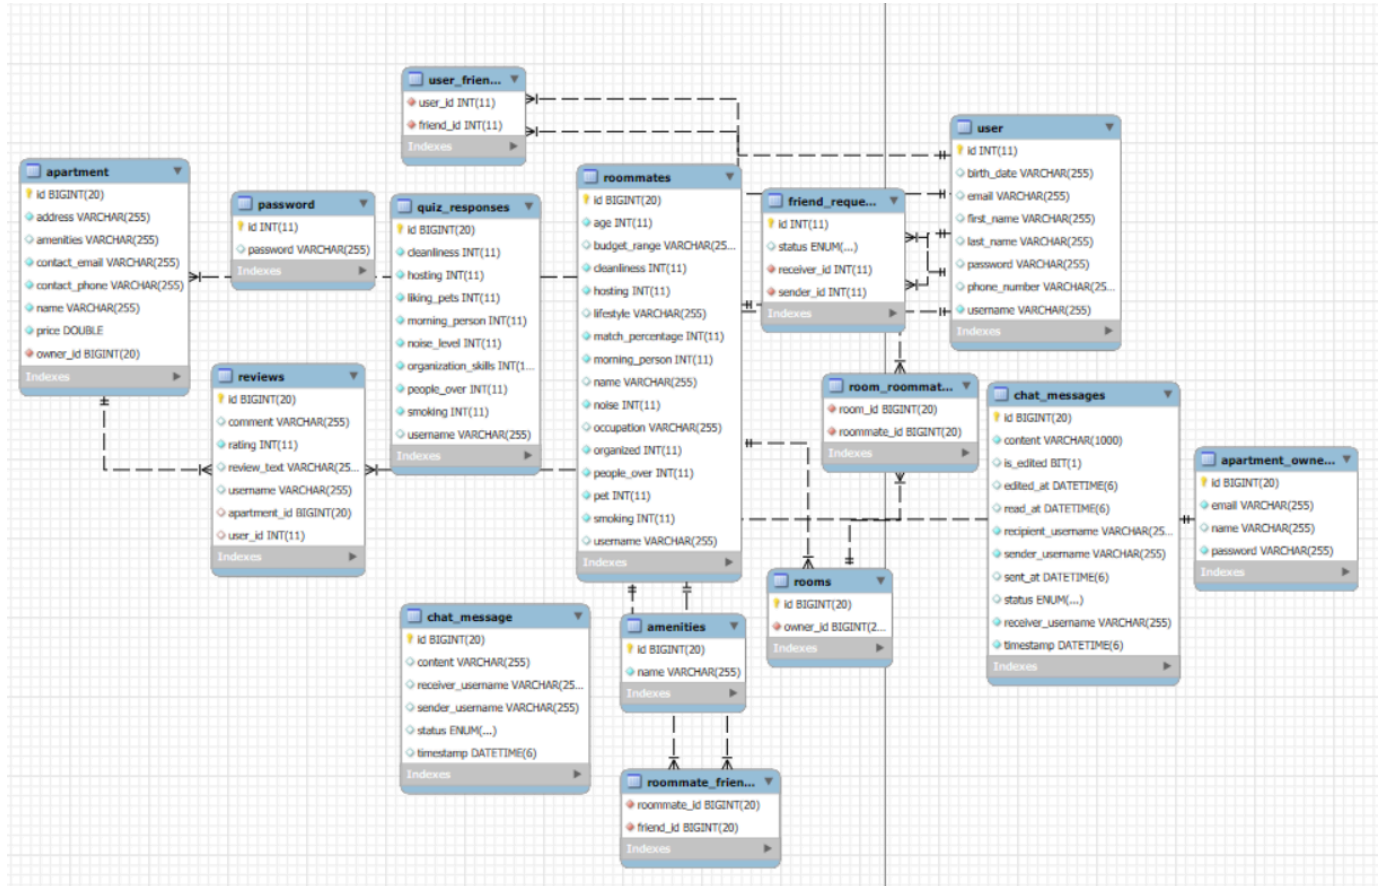 user_frien...
user_id INT(11)
friend_id INT(11)
Indexes
user
id INT(11)
birth_date VARCHAR(255)
email VARCHAR(255)
first_name VARCHAR(255)
last_name VARCHAR(255)
password VARCHAR(255)
phone_number VARCHAR(25...
username VARCHAR(255)
Indexes
apartment
id BIGINT(20)
address VARCHAR(255)
amenities VARCHAR(255)
contact_email VARCHAR(255)
contact_phone VARCHAR(255)
name VARCHAR(255)
price DOUBLE
owner_id BIGINT(20)
Indexes
password
id INT(11)
password VARCHAR(255)
Indexes
quiz_responses
id BIGINT(20)
cleanliness INT(11)
hosting INT(11)
liking_pets INT(11)
morning_person INT(11)
noise_level INT(11)
organization_skills INT(1...
people_over INT(11)
smoking INT(11)
username VARCHAR(255)
Indexes
roommates
id BIGINT(20)
age INT(11)
budget_range VARCHAR(25...
cleanliness INT(11)
hosting INT(11)
lifestyle VARCHAR(255)
match_percentage INT(11)
morning_person INT(11)
name VARCHAR(255)
noise INT(11)
occupation VARCHAR(255)
organized INT(11)
people_over INT(11)
pet INT(11)
smoking INT(11)
username VARCHAR(255)
Indexes
friend_reque...
id INT(11)
status ENUM(...)
receiver_id INT(11)
sender_id INT(11)
Indexes
reviews
id BIGINT(20)
comment VARCHAR(255)
rating INT(11)
review_text VARCHAR(25...
username VARCHAR(255)
apartment_id BIGINT(20)
user_id INT(11)
Indexes
room_roommat...
room_id BIGINT(20)
roommate_id BIGINT(20)
Indexes
chat_messages
id BIGINT(20)
content VARCHAR(1000)
is_edited BIT(1)
edited_at DATETIME(6)
read_at DATETIME(6)
recipient_username VARCHAR(25...
sender_username VARCHAR(255)
sent_at DATETIME(6)
status ENUM(...)
receiver_username VARCHAR(255)
timestamp DATETIME(6)
Indexes
apartment_owne...
id BIGINT(20)
email VARCHAR(255)
name VARCHAR(255)
password VARCHAR(255)
Indexes
rooms
id BIGINT(20)
owner_id BIGINT(2...
Indexes
chat_message
id BIGINT(20)
content VARCHAR(255)
receiver_username VARCHAR(25...
sender_username VARCHAR(255)
status ENUM(...)
timestamp DATETIME(6)
Indexes
amenities
id BIGINT(20)
name VARCHAR(255)
Indexes
roommate_frien...
roommate_id BIGINT(20)
friend_id BIGINT(20)
Indexes